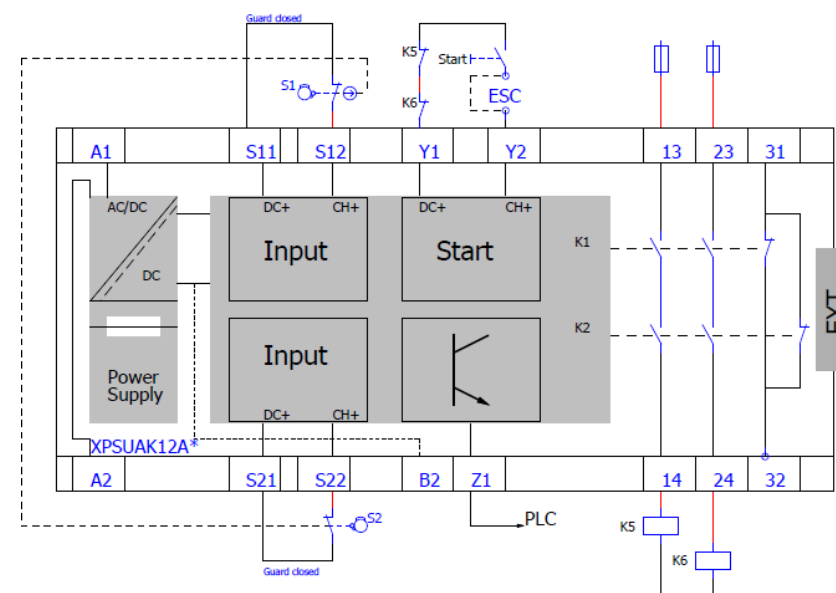 Guard closed
K5
Start
S1
K6
ESC
A1
S11
S12
Y1
Y2
13
23
31
AC/DC
DC+
CH+
DC+
CH+
Input
Start
K1
DC
Input
K2
EXT
Power
Supply
DC+
CH+
XPSUAK12A*
A2
S21
S22
B2
Z1
14
24
32
S2
PLC
K5
K6
Guard closed